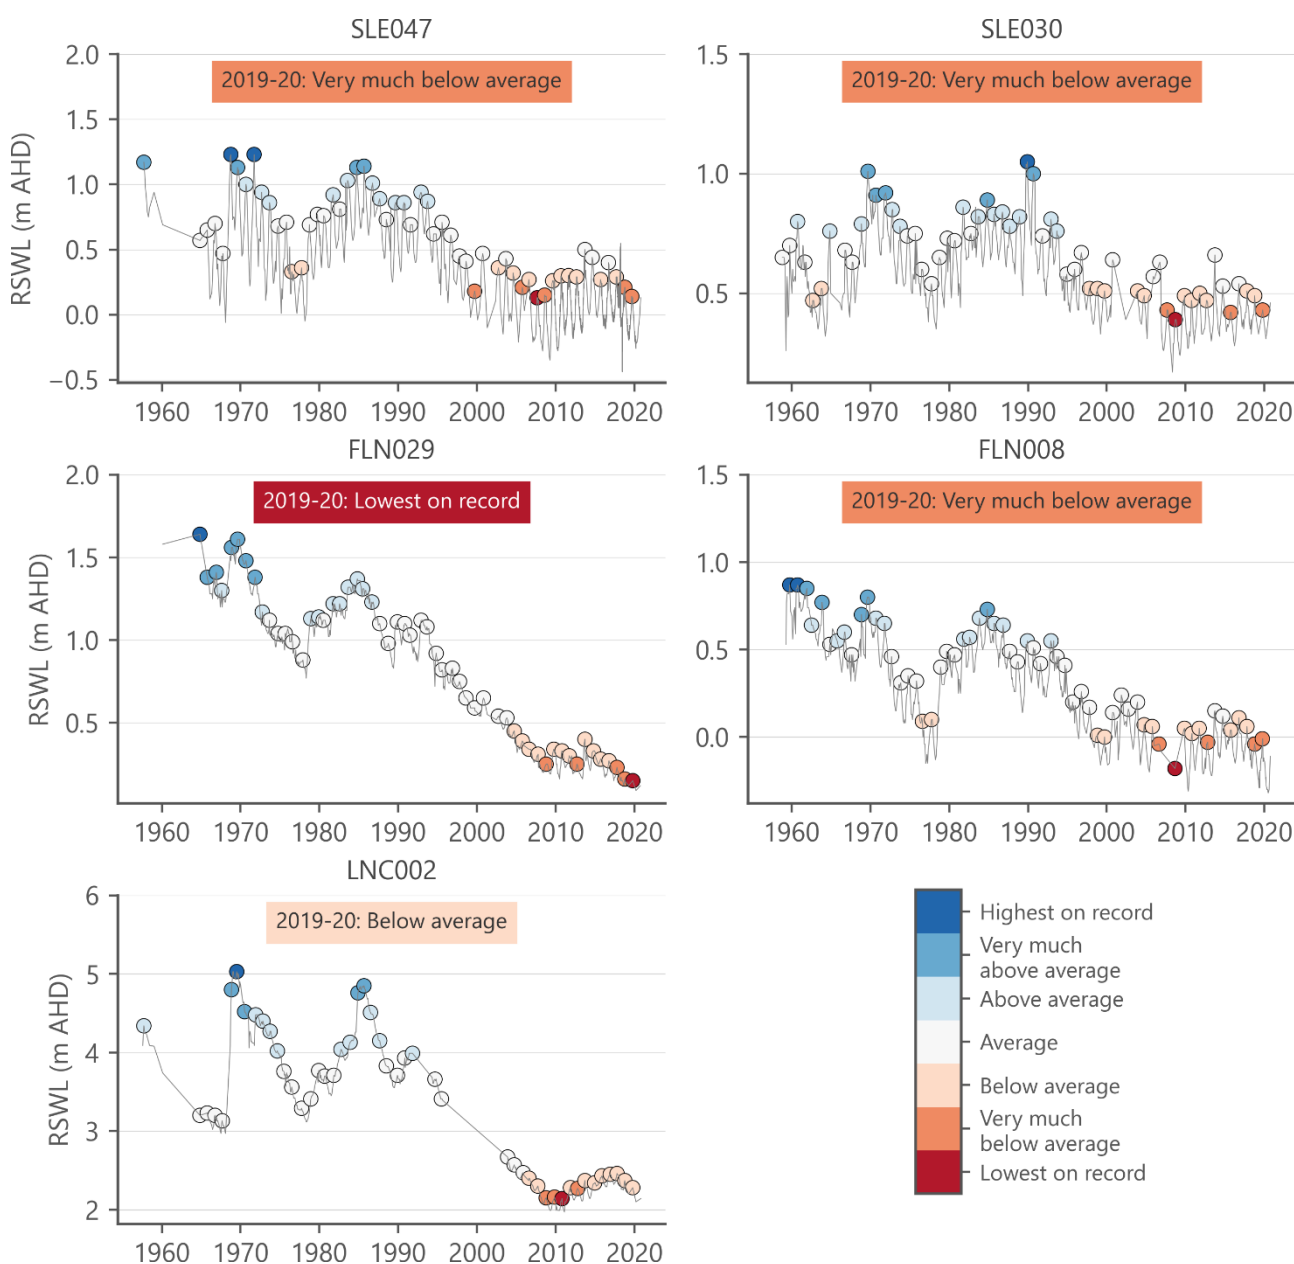 SLE047
2019-20: Very much below average
RSWL (m AHD)
2.0
1.5
1.0
0.5
0.0
−0.5
1960 1970 1980 1990 2000 2010 2020
SLE030
2019-20: Very much below average
1.5
1.0
0.5
1960 1970 1980 1990 2000 2010 2020
FLN029
2019-20: Lowest on record
RSWL (m AHD)
2.0
1.5
1.0
0.5
1960 1970 1980 1990 2000 2010 2020
FLN008
2019-20: Very much below average
1.5
1.0
0.5
0.0
1960 1970 1980 1990 2000 2010 2020
LNC002
2019-20: Below average
RSWL (m AHD)
6
5
4
3
2
1960 1970 1980 1990 2000 2010 2020
Highest on record
Very much
above average
Above average
Average
Below average
Very much
below average
Lowest on record